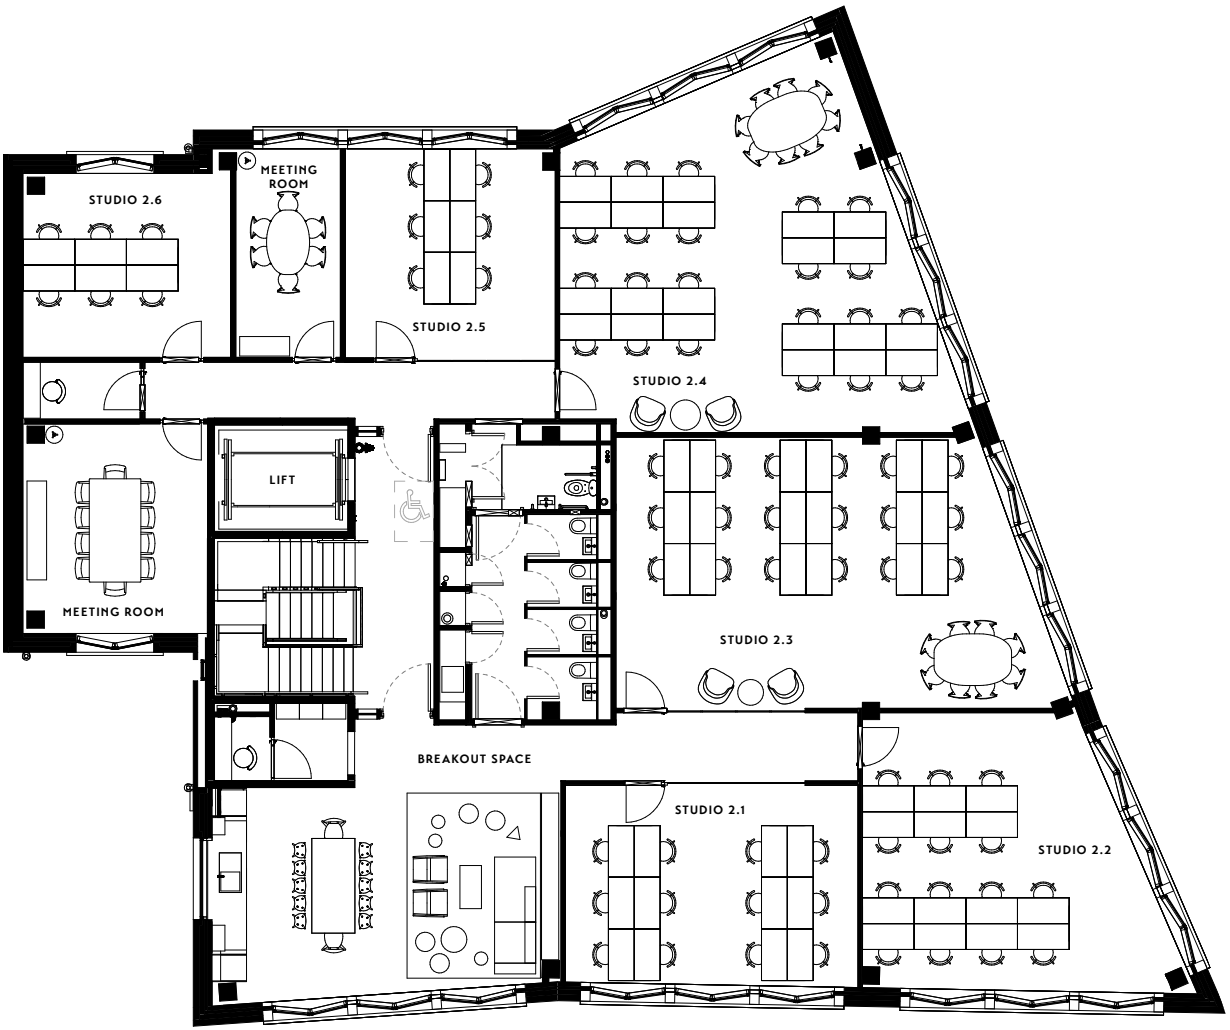 MEETING
ROOM
STUDIO 2.6
STUDIO 2.5
STUDIO 2.4
LIFT
MEETING ROOM
STUDIO 2.3
BREAKOUT SPACE
STUDIO 2.1
STUDIO 2.2